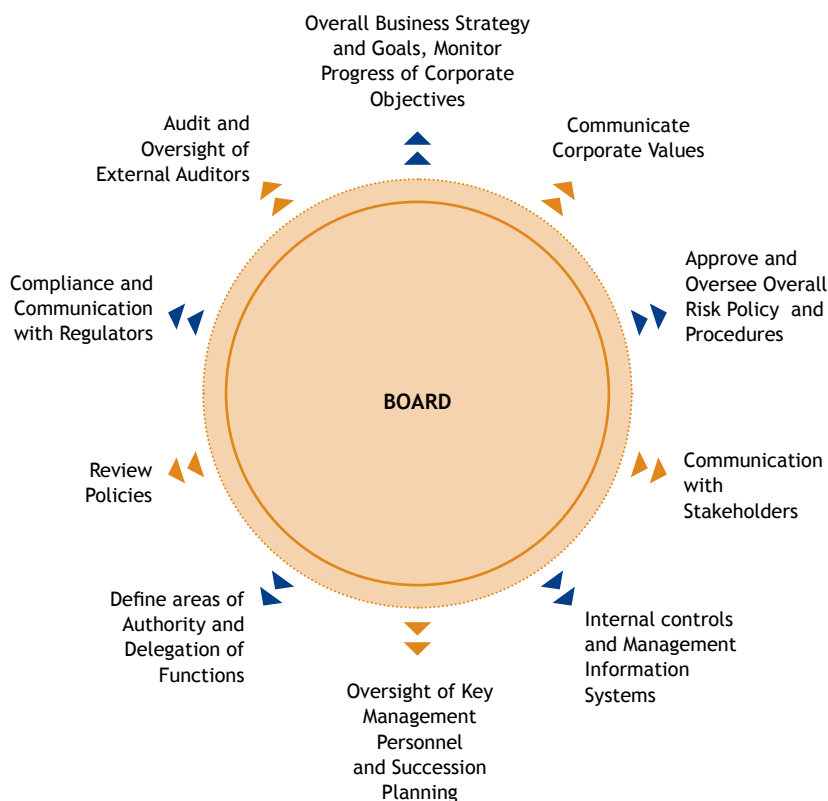 Overall Business Strategy
and Goals, Monitor
Progress of Corporate
Objectives
Communicate
Corporate Values
Approve and
Oversee Overall
Risk Policy and
Procedures
Communication
with
Stakeholders
Internal controls
and Management
Information
Systems
Oversight of Key
Management
Personnel
and Succession
Planning
Define areas of
Authority and
Delegation of
Functions
Review
Policies
Compliance and
Communication
with Regulators
Audit and
Oversight of
External Auditors
BOARD